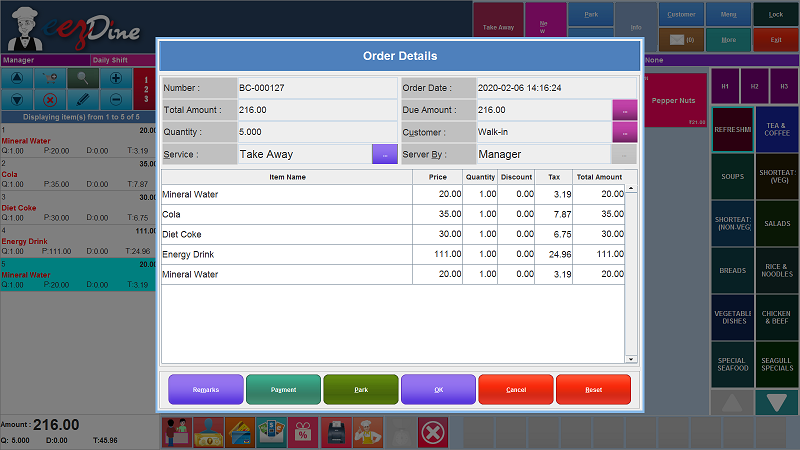 eezDine
Take Away
Ne
w
Park
Info
Customer
Menu
Lock
(0)
More
Exit
Manager
Daily Shift
None
1
2
3
Displaying item(s) from 1 to 5 of 5
1 20.00
Mineral Water
Q:1.00 P:20.00 D:0.00 T:3.19
2 35.00
Cola
Q:1.00 P:35.00 D:0.00 T:7.87
3 30.00
Diet Coke
Q:1.00 P:30.00 D:0.00 T:6.75
4 111.00
Energy Drink
Q:1.00 P:111.00 D:0.00 T:24.96
5 20.00
Mineral Water
Q:1.00 P:20.00 D:0.00 T:3.19
Amount : 216.00
Q: 5.000 D:0.00 T:45.96
Order Details
Number : BC-000127 Order Date : 2020-02-06 14:16:24
Total Amount : 216.00 Due Amount : 216.00 ...
Quantity : 5.000 Customer : Walk-in ...
Service : Take Away ... Server By : Manager ...
Item Name Price Quantity Discount Tax Total Amount
Mineral Water 20.00 1.00 0.00 3.19 20.00
Cola 35.00 1.00 0.00 7.87 35.00
Diet Coke 30.00 1.00 0.00 6.75 30.00
Energy Drink 111.00 1.00 0.00 24.96 111.00
Mineral Water 20.00 1.00 0.00 3.19 20.00
Remarks Payment Park OK Cancel Reset
Pepper Nuts
₹21.00
H1 H2 H3
REFRESHMI
TEA &
COFFEE
SOUPS
SHORTEAT:
(VEG)
SHORTEAT:
(NON-VEG)
SALADS
BREADS
RICE &
NOODLES
VEGETABLE
DISHES
CHICKEN
& BEEF
SPECIAL
SEAFOOD
SEAGULL
SPECIALS